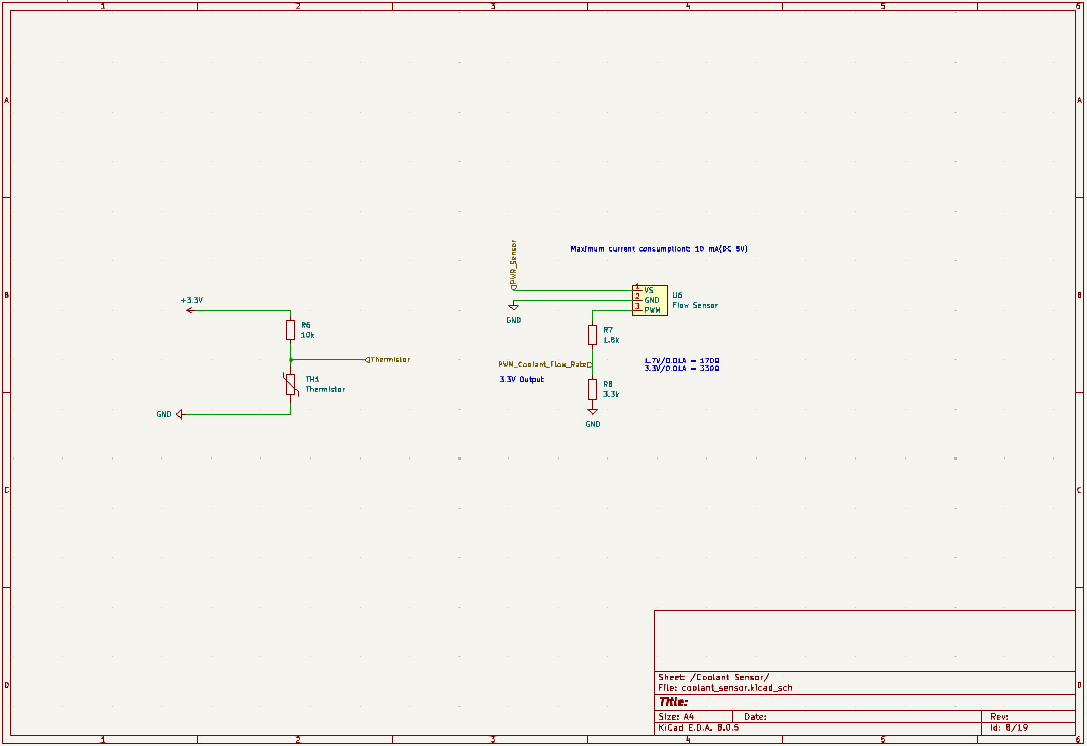 1 2 3 4 5 6
A A
PWR_Sensor
Maximum current consumption: 10 mA(DC 5V)
B B
+3.3V
1 VS
2 GND
3 PWM
U6
Flow Sensor
GND
R6
10k
R7
1.8k
Thermistor
PWM_Coolant_Flow_Rate
1.7V/0.01A = 170Ω
3.3V/0.01A = 330Ω
3.3V Output
TH1
Thermistor
R8
3.3k
GND
GND
C C
D D
Sheet: /Coolant Sensor/
File: coolant_sensor.kicad_sch
Title:
Size: A4 Date: Rev:
KiCad E.D.A. 8.0.5 Id: 8/19
1 2 3 4 5 6